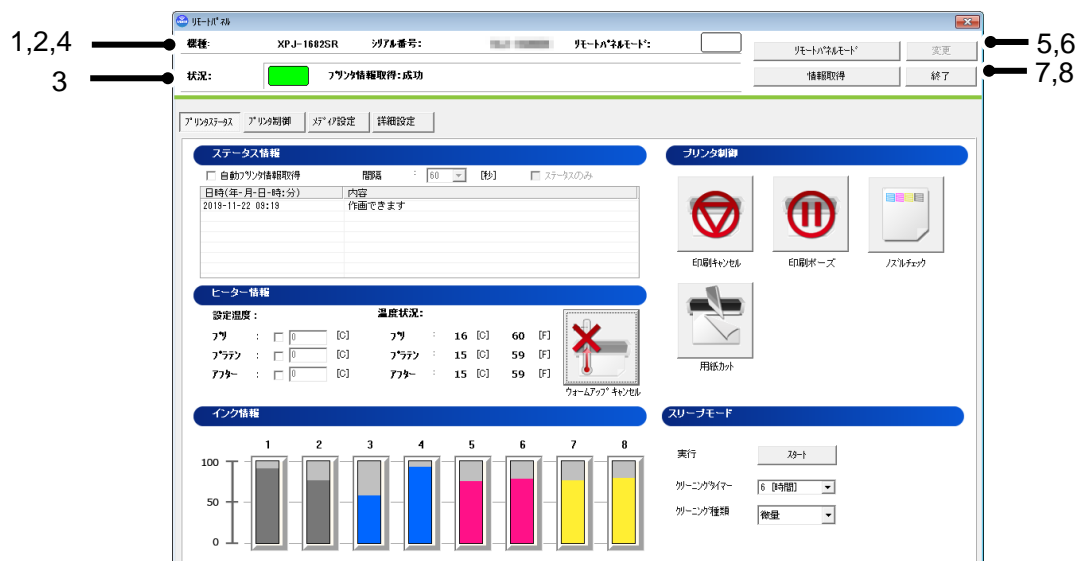 ﾘﾓｰﾄﾊﾟﾈﾙ
1,2,4
機種:　XPJ-1682SR　ｼﾘｱﾙ番号:　ﾘﾓｰﾄﾊﾟﾈﾙﾓｰﾄﾞ:
ﾘﾓｰﾄﾊﾟﾈﾙﾓｰﾄﾞ　変更
5,6
3
状況:　ﾌﾟﾘﾝﾀ情報取得:成功
情報取得　終了
7,8
ﾌﾟﾘﾝﾀｽﾃｰﾀｽ　ﾌﾟﾘﾝﾀ制御　ﾒﾃﾞｨｱ設定　詳細設定
ステータス情報
自動ﾌﾟﾘﾝﾀ情報取得　間隔　:　60　[秒]　ｽﾃｰﾀｽのみ
日時(年-月-日-時:分)　内容
2019-11-22 09:19　作画できます
プリンタ制御
印刷ｷｬﾝｾﾙ　印刷ポーズ　ﾉｽﾞﾙﾁｪｯｸ
用紙ｶｯﾄ
ヒーター情報
設定温度:　温度状況:
ﾌﾟﾘ　:　0　[C]　ﾌﾟﾘ　:　16　[C]　60　[F]
ﾌﾟﾗﾃﾝ　:　0　[C]　ﾌﾟﾗﾃﾝ　:　15　[C]　59　[F]
ｱﾌﾀｰ　:　0　[C]　ｱﾌﾀｰ　:　15　[C]　59　[F]
ｳｫｰﾑｱｯﾌﾟｷｬﾝｾﾙ
インク情報
1　2　3　4　5　6　7　8
100
50
0
スリープモード
実行　ｽﾀｰﾄ
ｸﾘｰﾆﾝｸﾞﾀｲﾏｰ　6 [時間]
ｸﾘｰﾆﾝｸﾞ種類　微量